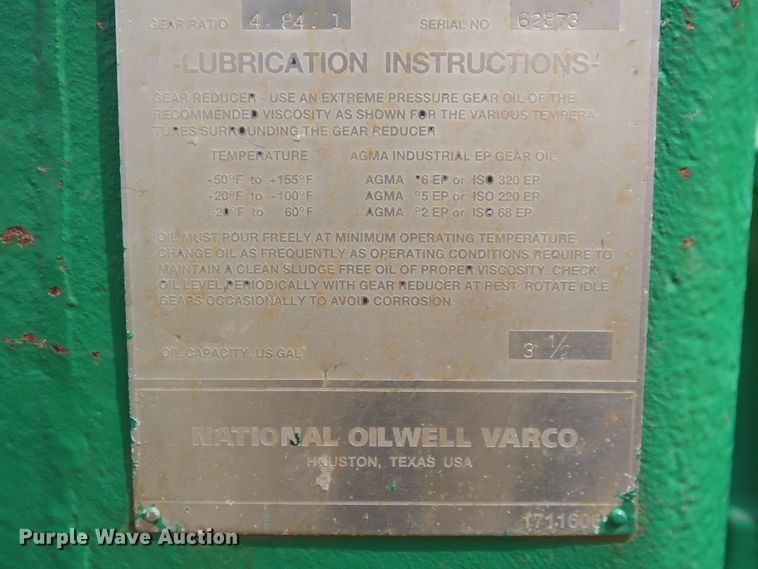 GEAR RATIO 4.84.1 SERIAL NO 62873
-LUBRICATION INSTRUCTIONS-
GEAR REDUCER - USE AN EXTREME PRESSURE GEAR OIL OF THE
RECOMMENDED VISCOSITY AS SHOWN FOR THE VARIOUS TEMPERA-
TURES SURROUNDING THE GEAR REDUCER.
TEMPERATURE AGMA INDUSTRIAL EP GEAR OIL
+50°F to +155°F AGMA °6 EP or ISO 320 EP
+20°F to +100°F AGMA °5 EP or ISO 220 EP
-20°F to 60°F AGMA °2 EP or ISO 68 EP
OIL MUST POUR FREELY AT MINIMUM OPERATING TEMPERATURE.
CHANGE OIL AS FREQUENTLY AS OPERATING CONDITIONS REQUIRE TO
MAINTAIN A CLEAN SLUDGE FREE OIL OF PROPER VISCOSITY. CHECK
OIL LEVEL PERIODICALLY WITH GEAR REDUCER AT REST. ROTATE IDLE
GEARS OCCASIONALLY TO AVOID CORROSION.
OIL CAPACITY, US GAL 3 1/2
NATIONAL OILWELL VARCO
HOUSTON, TEXAS USA
Purple Wave Auction